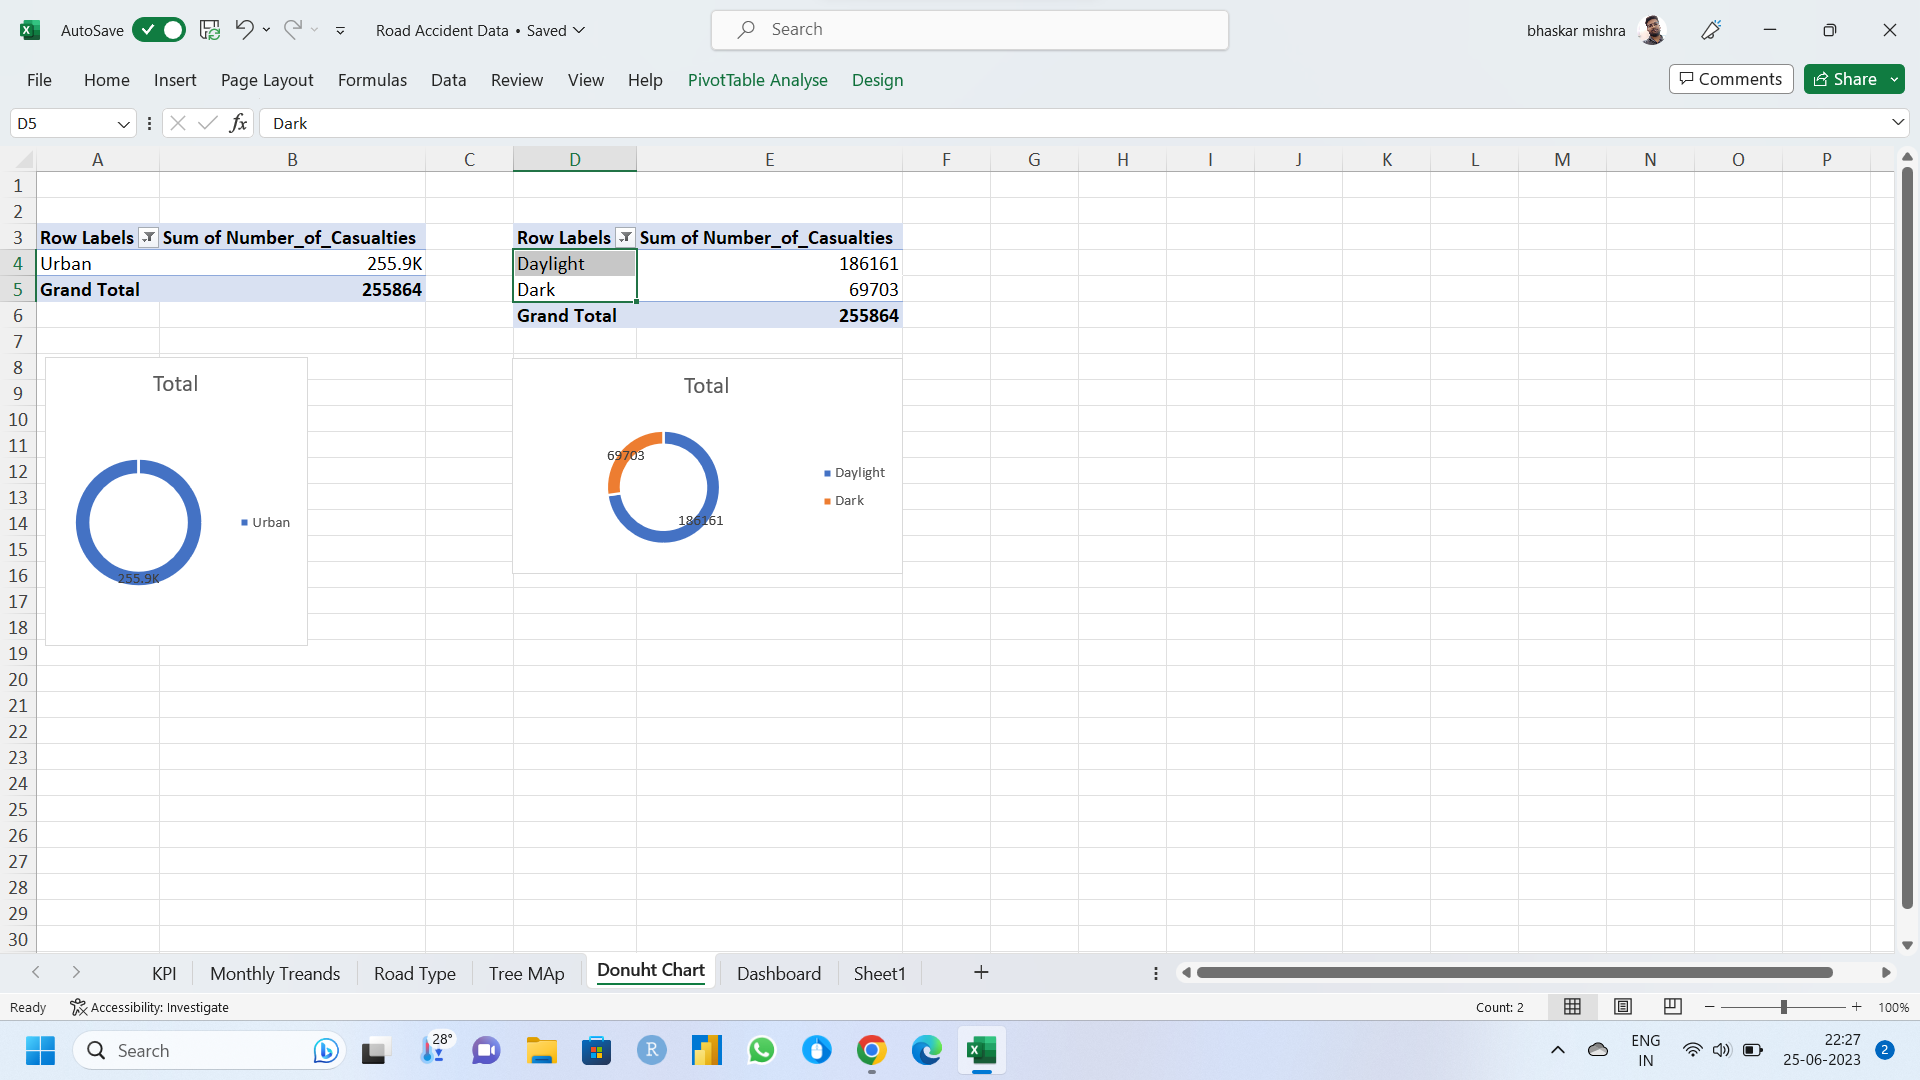 AutoSave
Road Accident Data • Saved
Search
bhaskar mishra
File Home Insert Page Layout Formulas Data Review View Help PivotTable Analyse Design
Comments Share
D5 fx Dark
A B C D E F G H I J K L M N O P
1
2
3 Row Labels Sum of Number_of_Casualties Row Labels Sum of Number_of_Casualties
4 Urban 255.9K Daylight 186161
5 Grand Total 255864 Dark 69703
6 Grand Total 255864
7
8
9
10
11
12
13
14
15
16
17
18
19
20
21
22
23
24
25
26
27
28
29
30
Total
Urban
255.9K
Total
69703
186161
Daylight
Dark
KPI Monthly Treands Road Type Tree MAp Donuht Chart Dashboard Sheet1
Ready Accessibility: Investigate Count: 2 100%
Search
28°
R
ENG
IN
22:27
25-06-2023
2